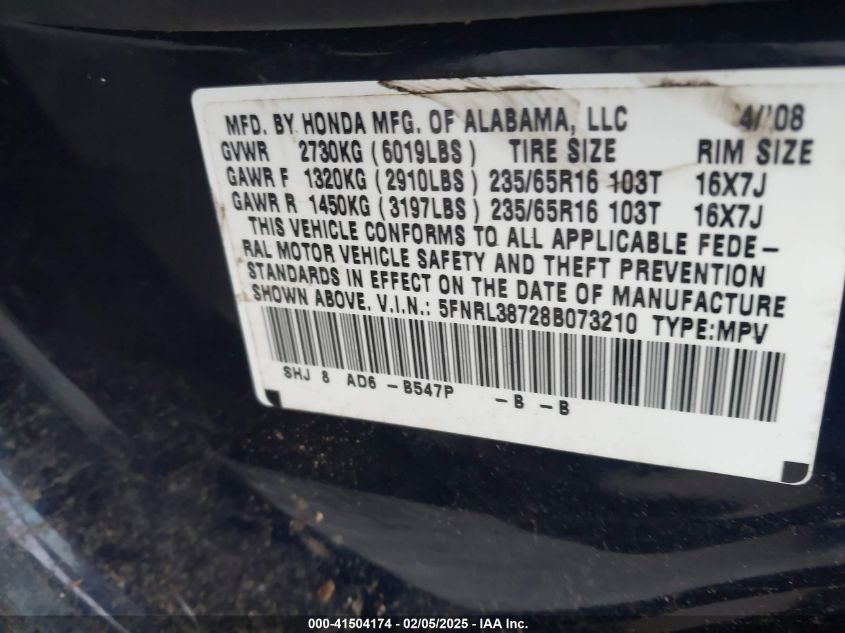 MFD. BY HONDA MFG. OF ALABAMA, LLC 4/'08
GVWR 2730KG (6019LBS) TIRE SIZE RIM SIZE
GAWR F 1320KG (2910LBS) 235/65R16 103T 16X7J
GAWR R 1450KG (3197LBS) 235/65R16 103T 16X7J
THIS VEHICLE CONFORMS TO ALL APPLICABLE FEDE-
RAL MOTOR VEHICLE SAFETY AND THEFT PREVENTION
STANDARDS IN EFFECT ON THE DATE OF MANUFACTURE
SHOWN ABOVE. V.I.N.: 5FNRL38728B073210 TYPE:MPV
SHJ 8 AD6 -B547P -B -B
000-41504174 - 02/05/2025 - IAA Inc.